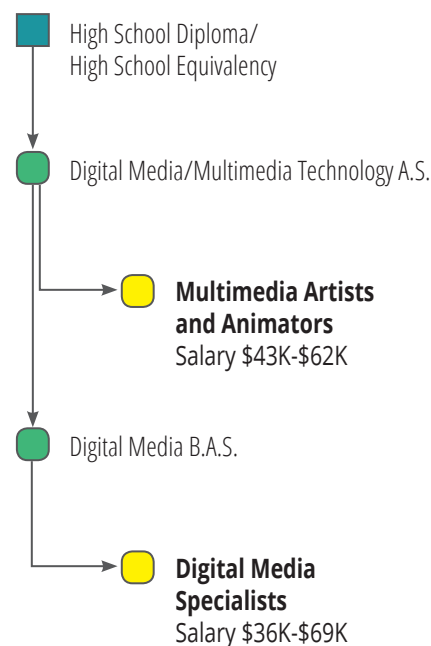 High School Diploma/
High School Equivalency
Digital Media/Multimedia Technology A.S.
Multimedia Artists
and Animators
Salary $43K-$62K
Digital Media B.A.S.
Digital Media
Specialists
Salary $36K-$69K